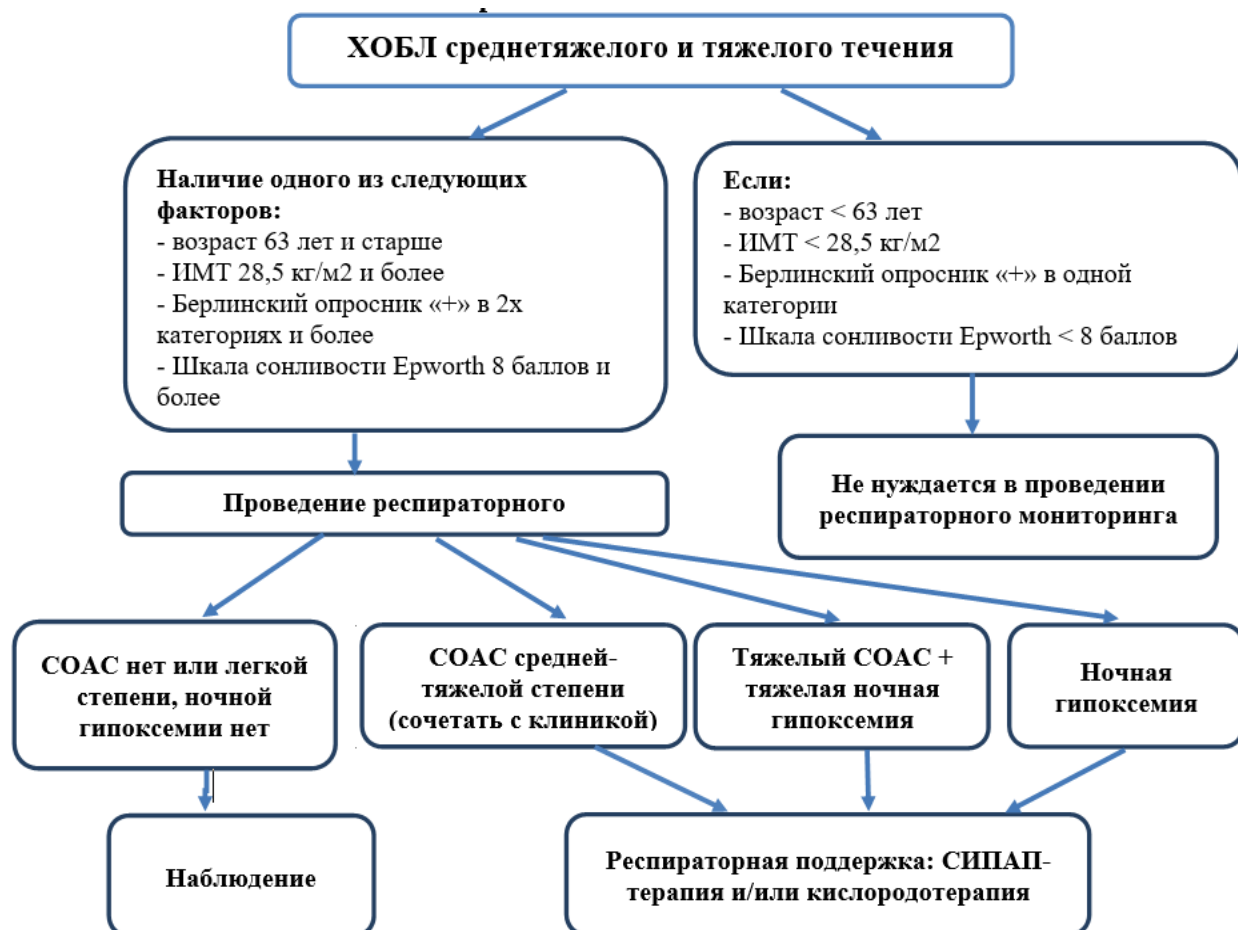 ХОБЛ среднетяжелого и тяжелого течения
Наличие одного из следующих
факторов:
- возраст 63 лет и старше
- ИМТ 28,5 кг/м2 и более
- Берлинский опросник «+» в 2х
категориях и более
- Шкала сонливости Epworth 8 баллов и
более
Если:
- возраст < 63 лет
- ИМТ < 28,5 кг/м2
- Берлинский опросник «+» в одной
категории
- Шкала сонливости Epworth < 8 баллов
Проведение респираторного
Не нуждается в проведении
респираторного мониторинга
СОАС нет или легкой
степени, ночной
гипоксемии нет
СОАС средней-
тяжелой степени
(сочетать с клиникой)
Тяжелый СОАС +
тяжелая ночная
гипоксемия
Ночная
гипоксемия
Наблюдение
Респираторная поддержка: СИПАП-
терапия и/или кислородотерапия